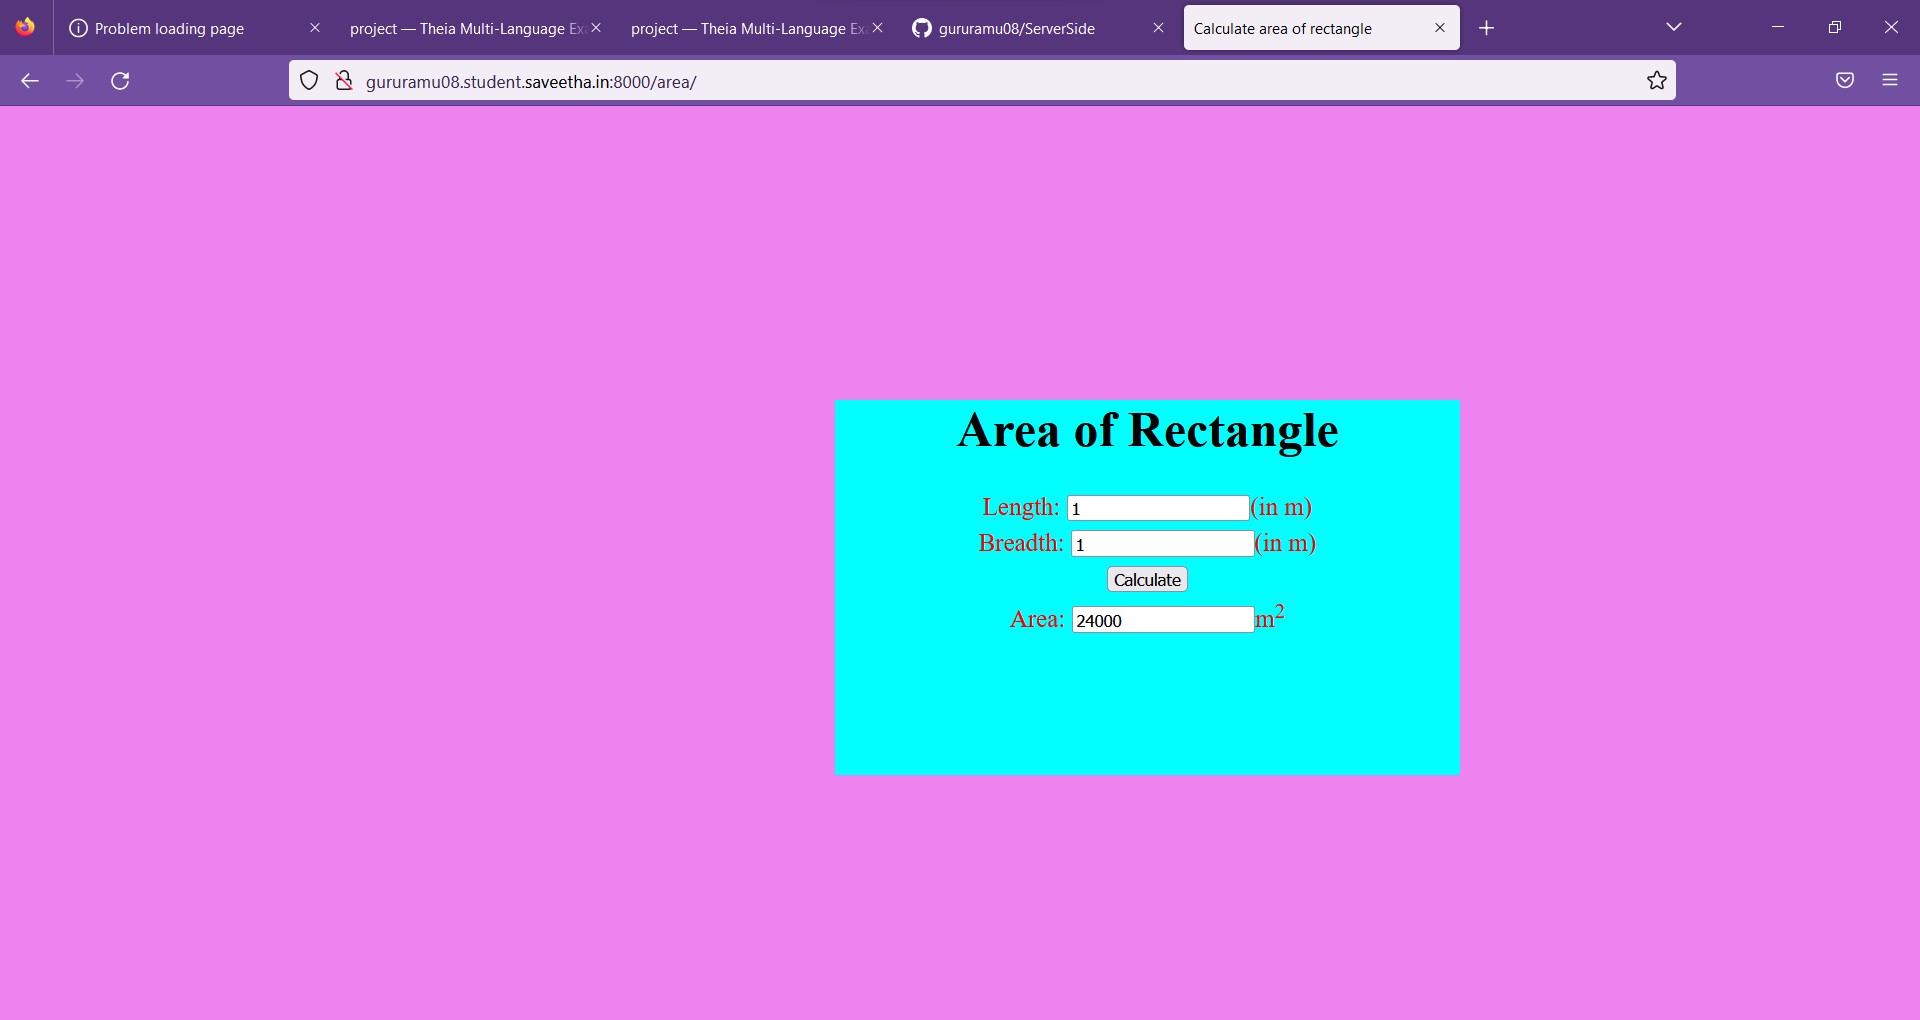 Problem loading page
project — Theia Multi-Language Ex
project — Theia Multi-Language Ex
gururamu08/ServerSide
Calculate area of rectangle
gururamu08.student.saveetha.in:8000/area/
Area of Rectangle
Length: 1 (in m)
Breadth: 1 (in m)
Calculate
Area: 24000 m²